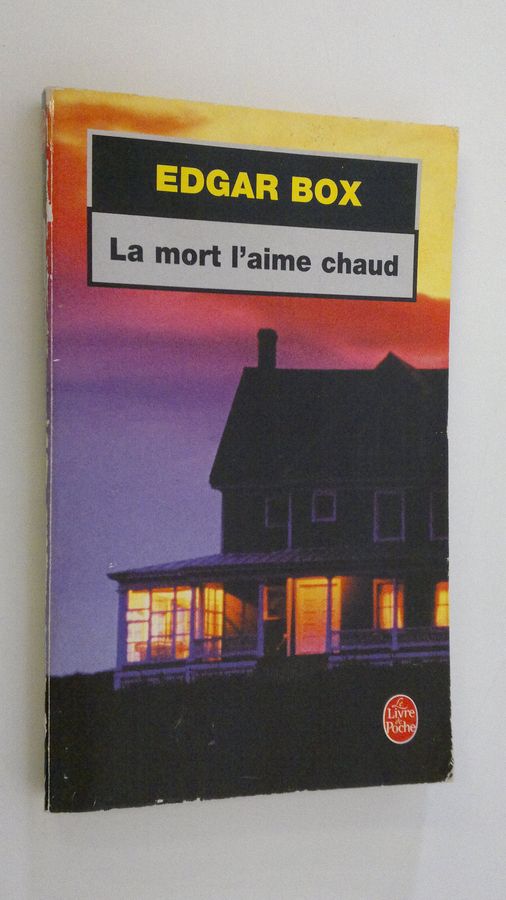 EDGAR BOX
La mort l'aime chaud
Le
Livre
de
Poche